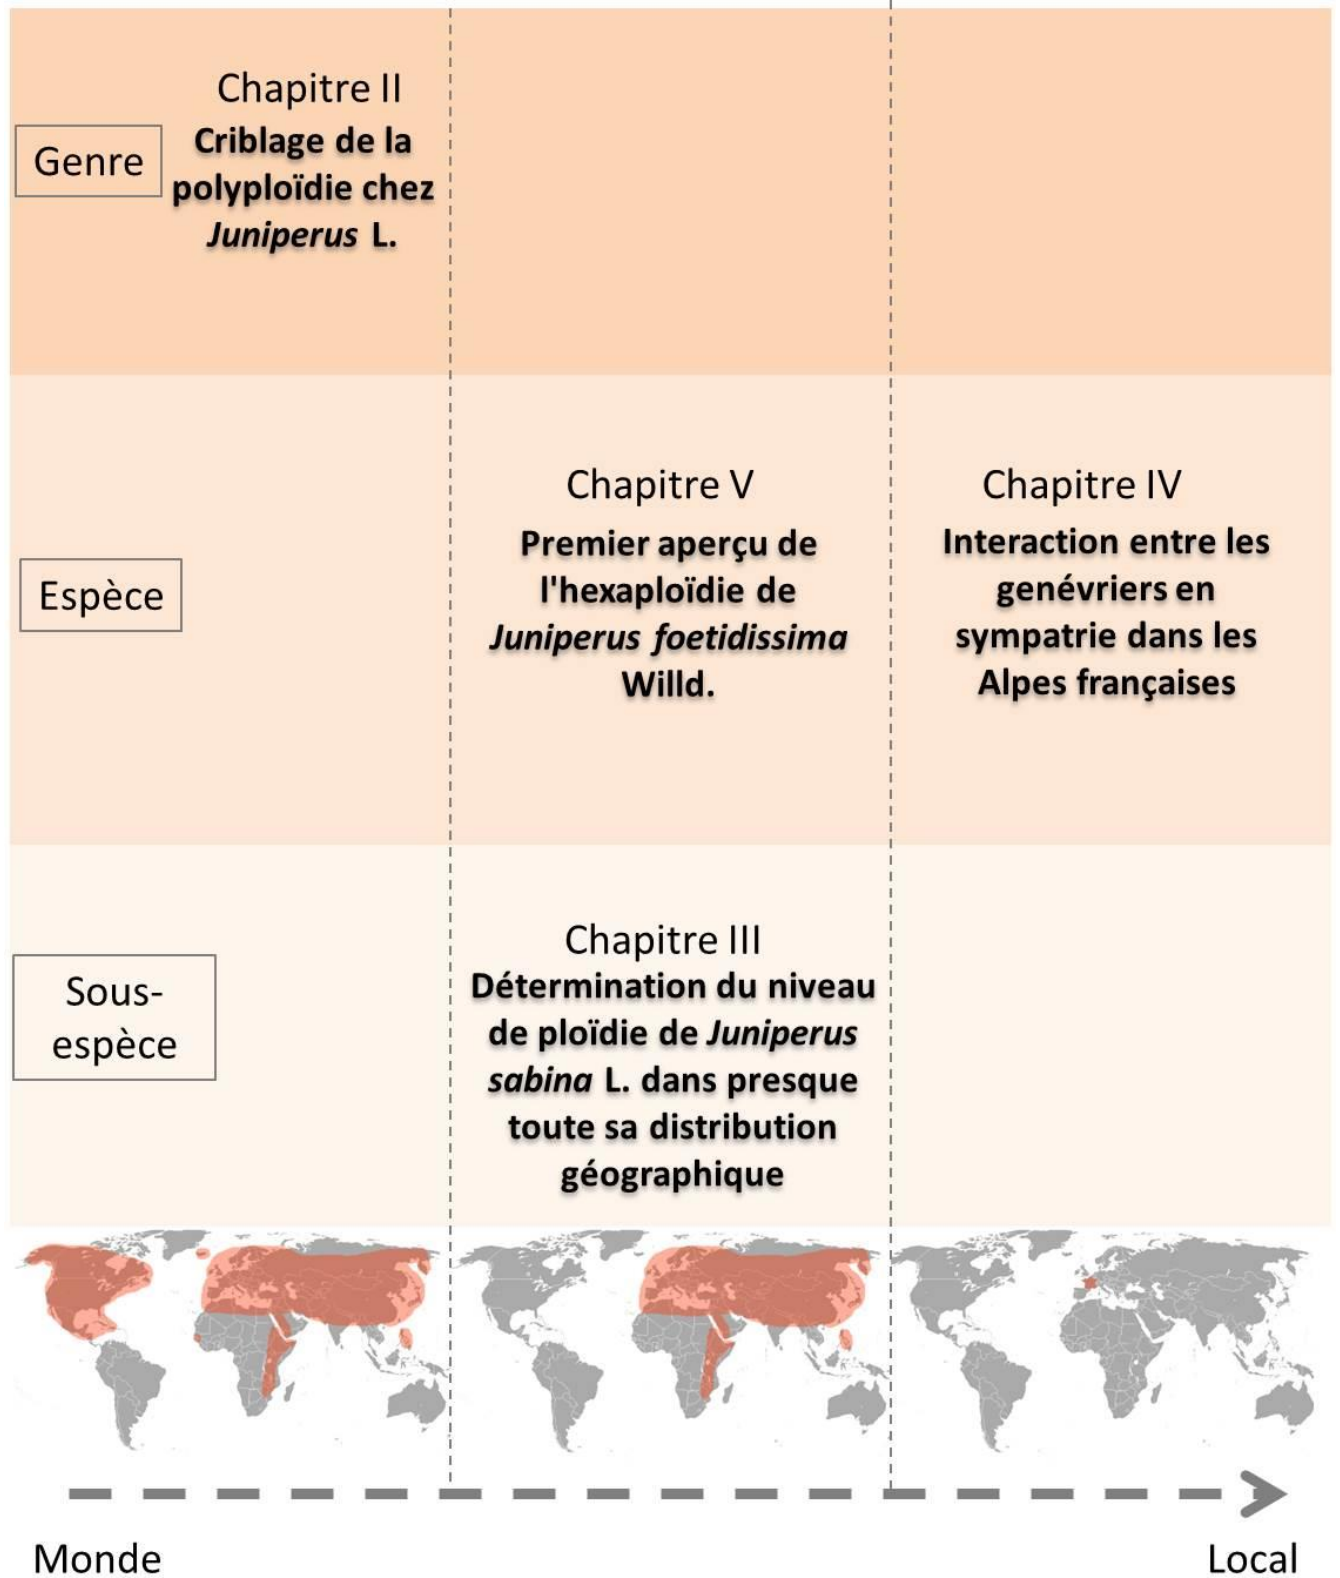 Chapitre II
Criblage de la
polyploïdie chez
Juniperus L.
Genre
Chapitre V
Premier aperçu de
l'hexaploïdie de
Juniperus foetidissima
Willd.
Chapitre IV
Interaction entre les
genévriers en
sympatrie dans les
Alpes françaises
Espèce
Chapitre III
Détermination du niveau
de ploïdie de Juniperus
sabina L. dans presque
toute sa distribution
géographique
Sous-
espèce
Monde
Local